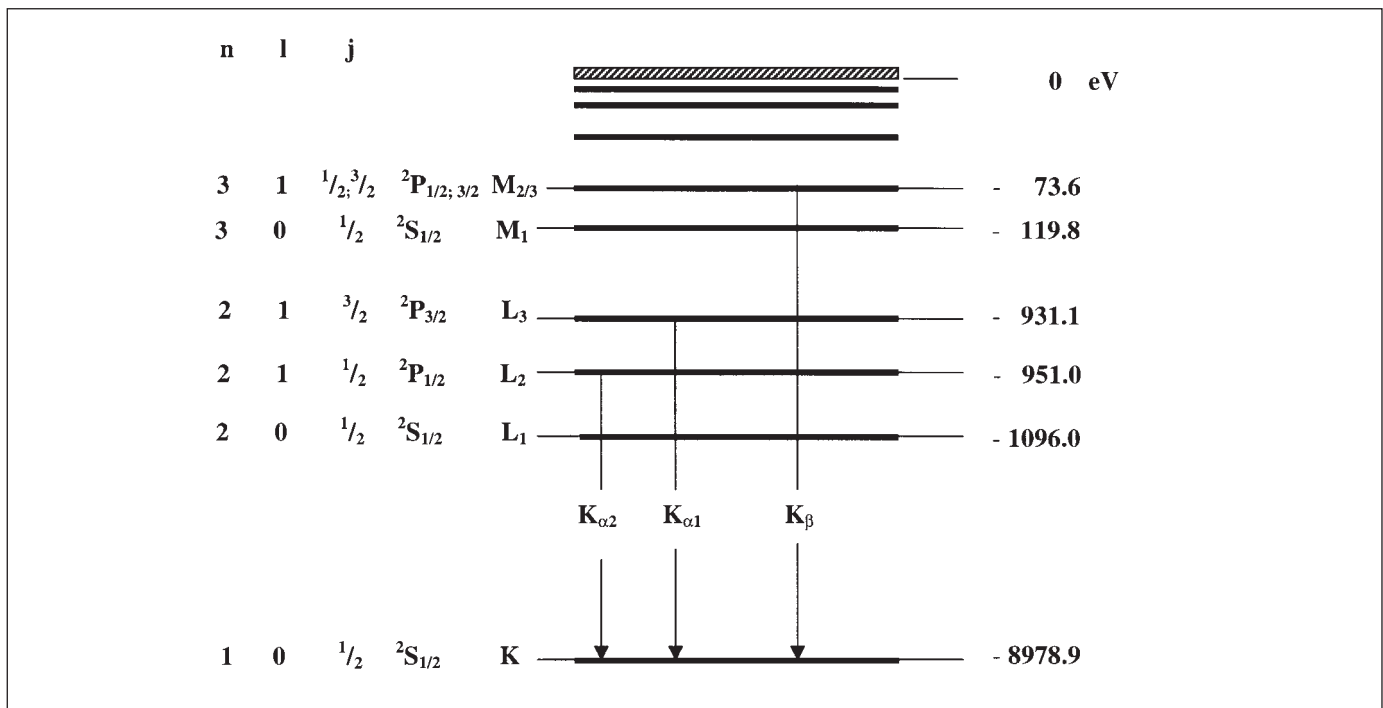 n l j
0 eV
3 1 ¹/₂;³/₂ ²P₁/₂; ₃/₂ M₂/₃ - 73.6
3 0 ¹/₂ ²S₁/₂ M₁ - 119.8
2 1 ³/₂ ²P₃/₂ L₃ - 931.1
2 1 ¹/₂ ²P₁/₂ L₂ - 951.0
2 0 ¹/₂ ²S₁/₂ L₁ - 1096.0
Kα2 Kα1 Kβ
1 0 ¹/₂ ²S₁/₂ K - 8978.9